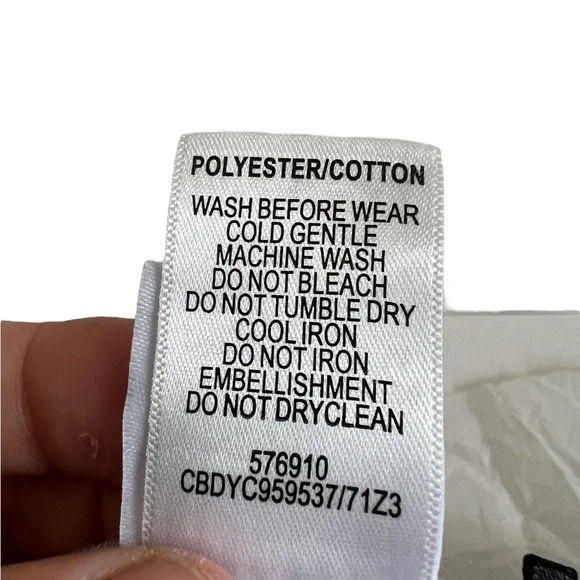 POLYESTER/COTTON
WASH BEFORE WEAR
COLD GENTLE
MACHINE WASH
DO NOT BLEACH
DO NOT TUMBLE DRY
COOL IRON
DO NOT IRON
EMBELLISHMENT
DO NOT DRYCLEAN
576910
CBDYC959537/71Z3